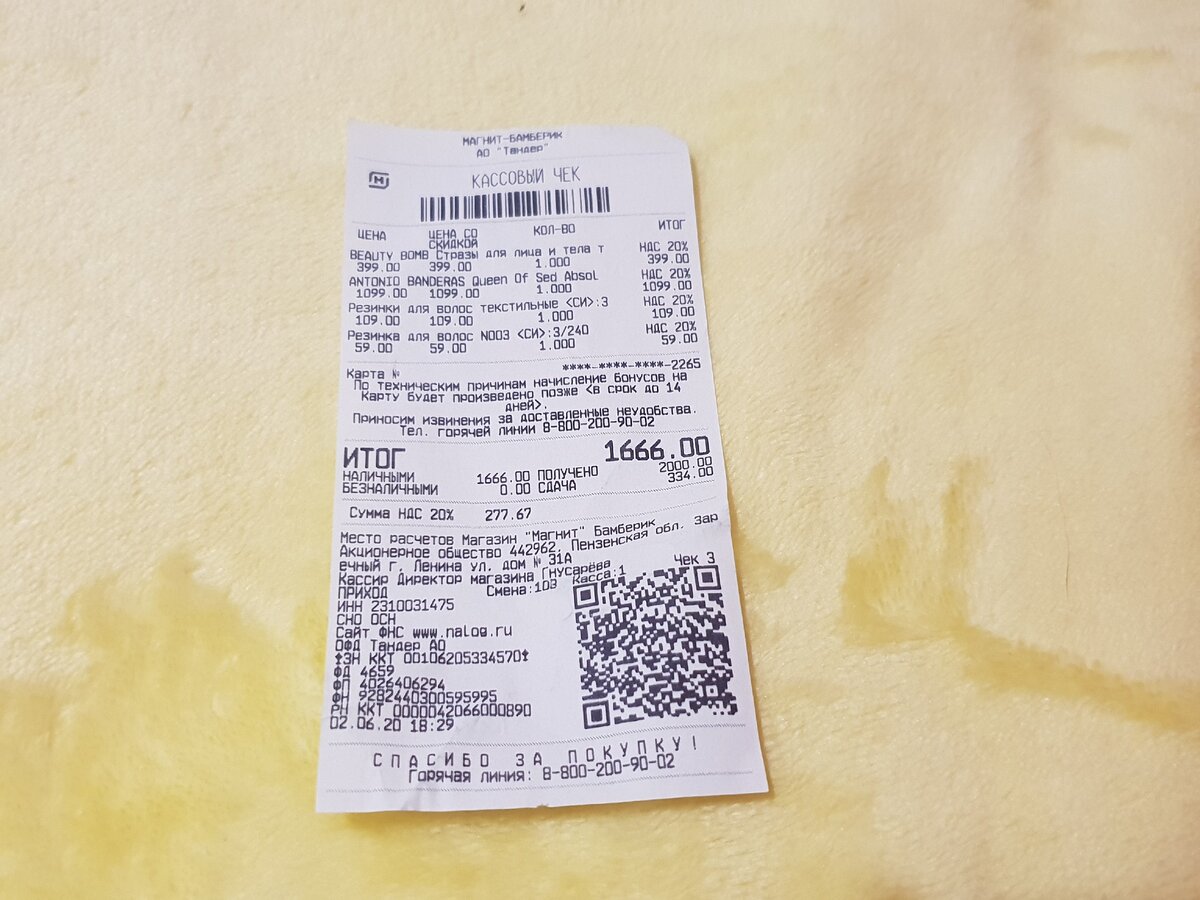 МАГНИТ-БАМБЕРИК
АО "Тандер"
КАССОВЫЙ ЧЕК
ЦЕНА ЦЕНА СО СКИДКОЙ КОЛ-ВО ИТОГ
BEAUTY BOMB Стразы для лица и тела т НДС 20%
399.00 399.00 1.000 399.00
ANTONIO BANDERAS Queen Of Sed Absol НДС 20%
1099.00 1099.00 1.000 1099.00
Резинки для волос текстильные <СИ>:3 НДС 20%
109.00 109.00 1.000 109.00
Резинка для волос N003 <СИ>:3/240 НДС 20%
59.00 59.00 1.000 59.00
Карта № ****-****-****-2265
По техническим причинам начисление бонусов на
Карту будет произведено позже <в срок до 14
дней>.
Приносим извинения за доставленные неудобства.
Тел. горячей линии 8-800-200-90-02
ИТОГ 1666.00
НАЛИЧНЫМИ 1666.00 ПОЛУЧЕНО 2000.00
БЕЗНАЛИЧНЫМИ 0.00 СДАЧА 334.00
Сумма НДС 20% 277.67
Место расчетов Магазин "Магнит" Бамберик
Акционерное общество 442962, Пензенская обл, Зар
ечный г, Ленина ул, дом № 31А
Кассир Директор магазина Гнусарёва Чек 3
ПРИХОД Смена:103 Касса:1
ИНН 2310031475
СНО ОСН
Сайт ФНС www.nalog.ru
ОФД Тандер АО
*ЗН ККТ 00106205334570*
ФД 4659
ФП 4026406294
ФН 9282440300595995
РН ККТ 0000042066000890
02.06.20 18:29
СПАСИБО ЗА ПОКУПКУ!
Горячая линия: 8-800-200-90-02